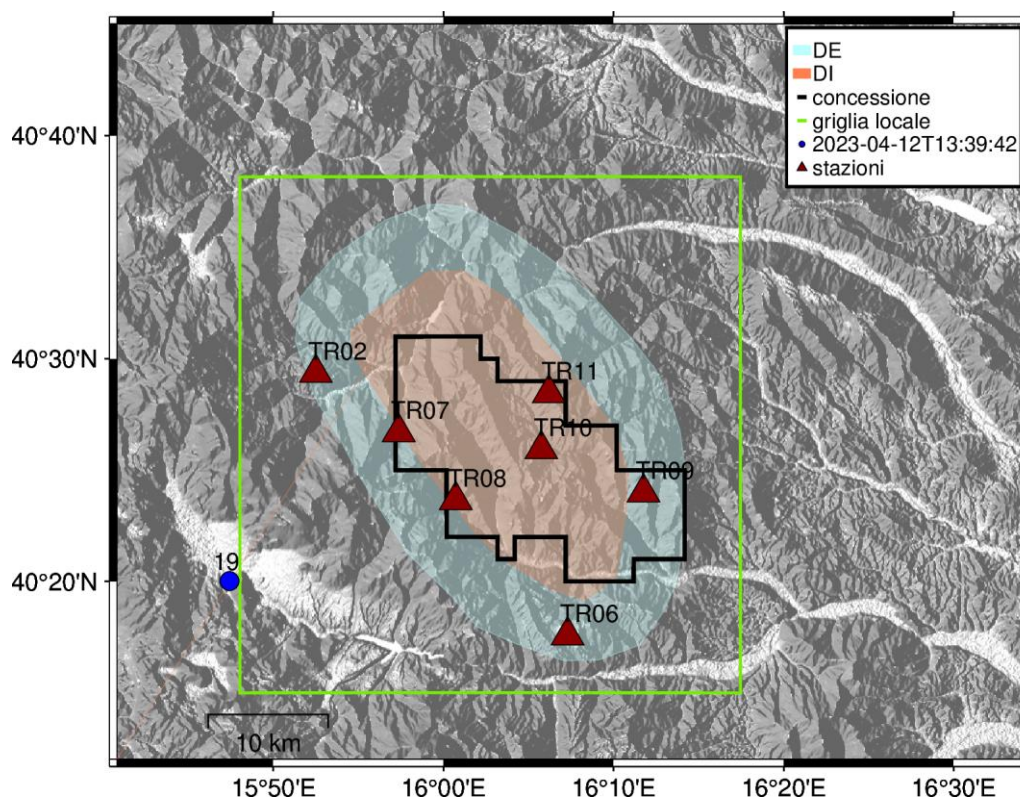 DE
DI
concessione
griglia locale
2023-04-12T13:39:42
stazioni
40°40'N
40°30'N
40°20'N
TR02
TR11
TR07
TR10
TR08
TR09
19
TR06
10 km
15°50'E
16°00'E
16°10'E
16°20'E
16°30'E